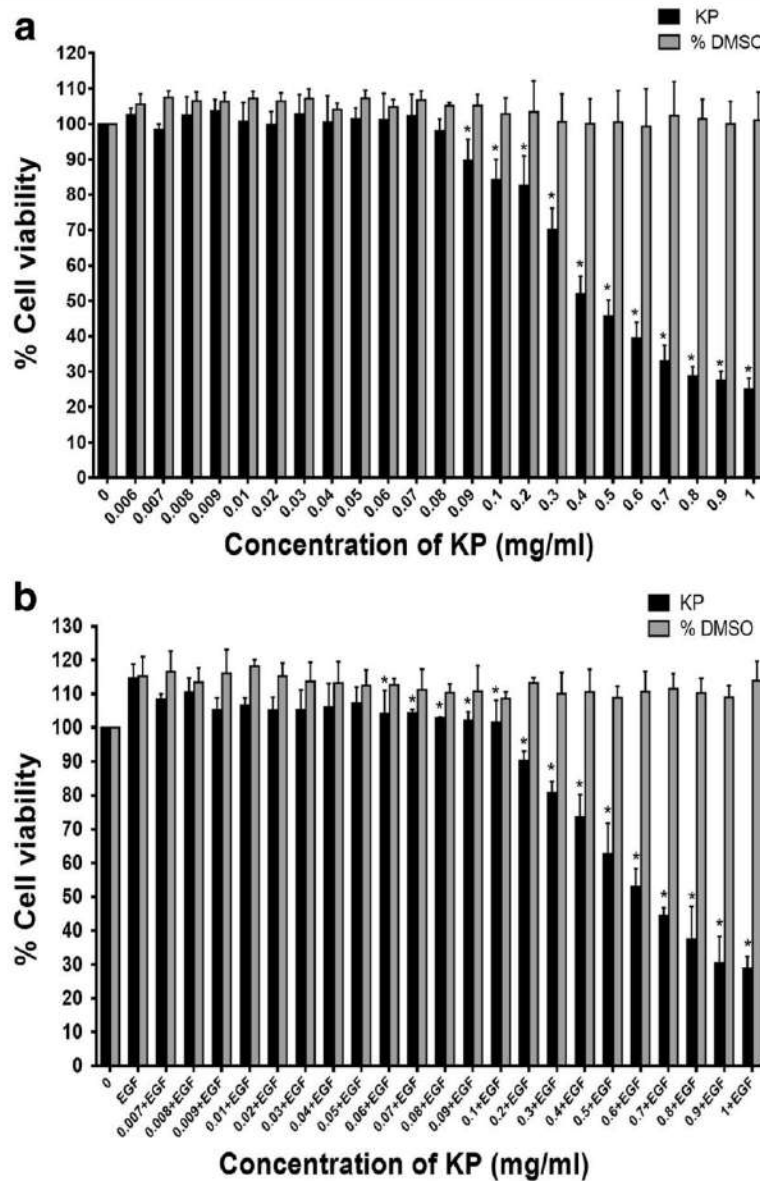 a
KP
% DMSO
120
110
100
90
80
70
60
50
40
30
20
10
0
% Cell viability
* * * * * * * * * * * *
0 0.006 0.007 0.008 0.009 0.01 0.02 0.03 0.04 0.05 0.06 0.07 0.08 0.09 0.1 0.2 0.3 0.4 0.5 0.6 0.7 0.8 0.9 1
Concentration of KP (mg/ml)
b
KP
% DMSO
130
120
110
100
90
80
70
60
50
40
30
20
10
0
% Cell viability
* * * * * * * * * * * * * *
0 EGF 0.007+EGF 0.008+EGF 0.009+EGF 0.01+EGF 0.02+EGF 0.03+EGF 0.04+EGF 0.05+EGF 0.06+EGF 0.07+EGF 0.08+EGF 0.09+EGF 0.1+EGF 0.2+EGF 0.3+EGF 0.4+EGF 0.5+EGF 0.6+EGF 0.7+EGF 0.8+EGF 0.9+EGF 1+EGF
Concentration of KP (mg/ml)